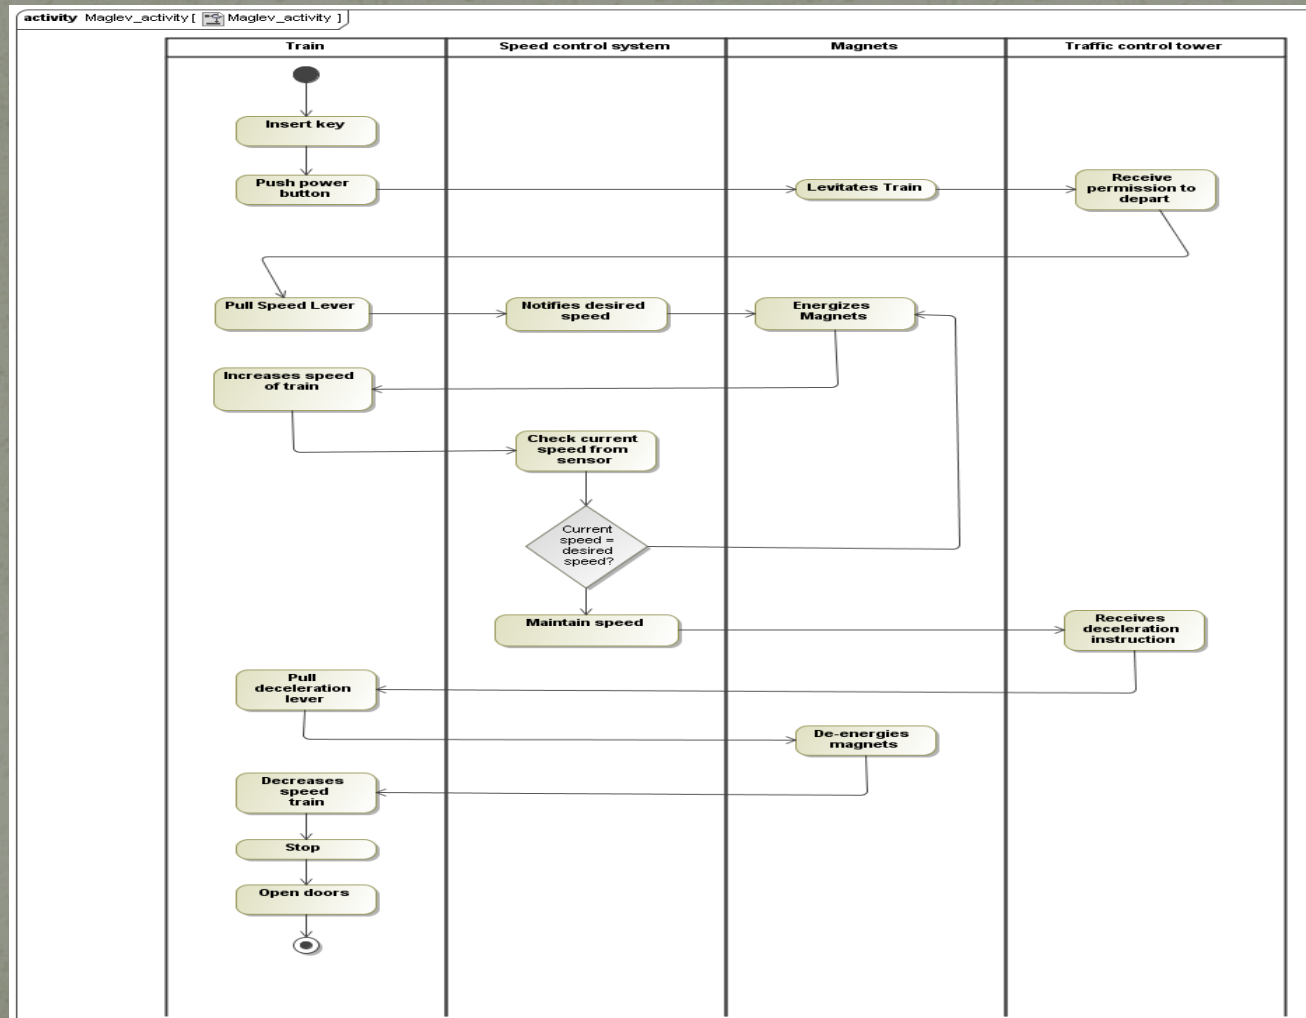 activity Maglev_activity [ Maglev_activity ]
Train
Speed control system
Magnets
Traffic control tower
Insert key
Push power
button
Levitates Train
Receive
permission to
depart
Pull Speed Lever
Notifies desired
speed
Energizes
Magnets
Increases speed
of train
Check current
speed from
sensor
Current
speed =
desired
speed?
Maintain speed
Receives
deceleration
instruction
Pull
deceleration
lever
De-energies
magnets
Decreases
speed
train
Stop
Open doors